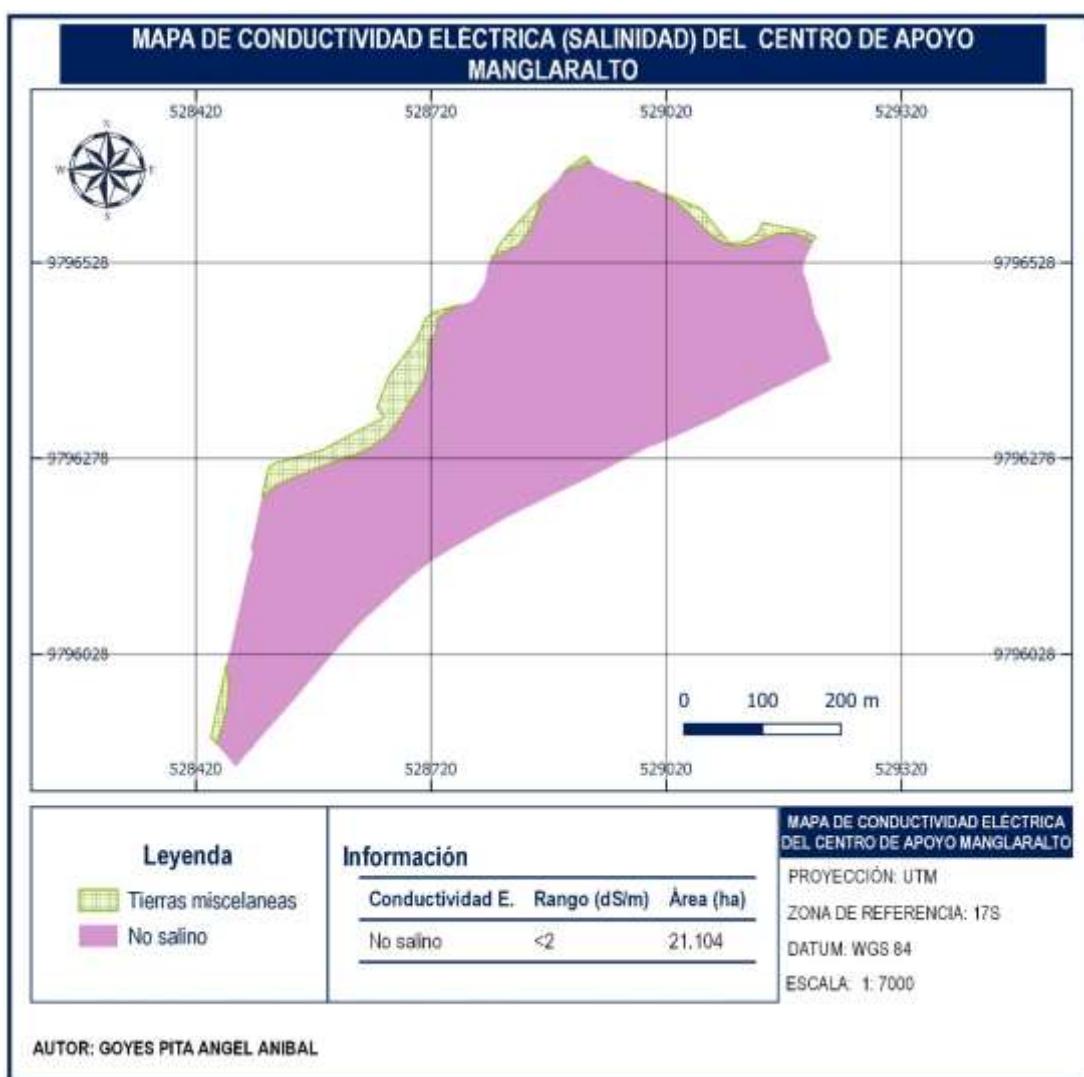 MAPA DE CONDUCTIVIDAD ELÉCTRICA (SALINIDAD) DEL CENTRO DE APOYO
MANGLARALTO
528420 528720 529020 529320
N
W E
S
9796528 9796528
9796278 9796278
9796028 9796028
0 100 200 m
528420 528720 529020 529320
Leyenda
Tierras miscelaneas
No salino
Información
Conductividad E. Rango (dS/m) Área (ha)
No salino <2 21.104
MAPA DE CONDUCTIVIDAD ELÉCTRICA
DEL CENTRO DE APOYO MANGLARALTO
PROYECCIÓN: UTM
ZONA DE REFERENCIA: 17S
DATUM: WGS 84
ESCALA: 1: 7000
AUTOR: GOYES PITA ANGEL ANIBAL